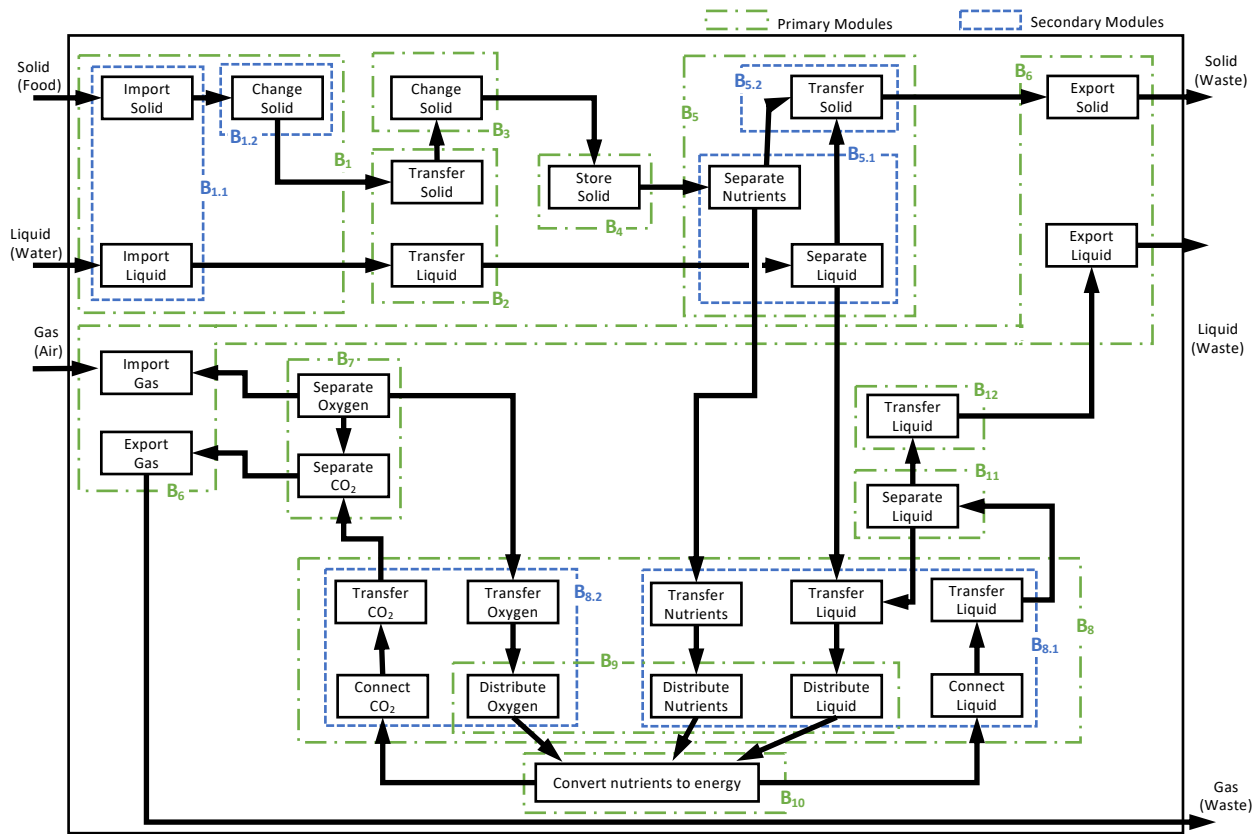 Primary Modules
Secondary Modules
Solid
(Food)
Import
Solid
Change
Solid
B1.2
B1
B1.1
Change
Solid
B3
Transfer
Solid
Store
Solid
B4
B5
B5.2
Transfer
Solid
B5.1
Separate
Nutrients
B6
Export
Solid
Solid
(Waste)
Liquid
(Water)
Import
Liquid
Transfer
Liquid
B2
Separate
Liquid
Export
Liquid
Liquid
(Waste)
Gas
(Air)
Import
Gas
B7
Separate
Oxygen
Export
Gas
B6
Separate
CO2
Transfer
Liquid
B12
B11
Separate
Liquid
Transfer
CO2
Transfer
Oxygen
B8.2
Transfer
Nutrients
Transfer
Liquid
Transfer
Liquid
B8
B8.1
B9
Connect
CO2
Distribute
Oxygen
Distribute
Nutrients
Distribute
Liquid
Connect
Liquid
Convert nutrients to energy
B10
Gas
(Waste)